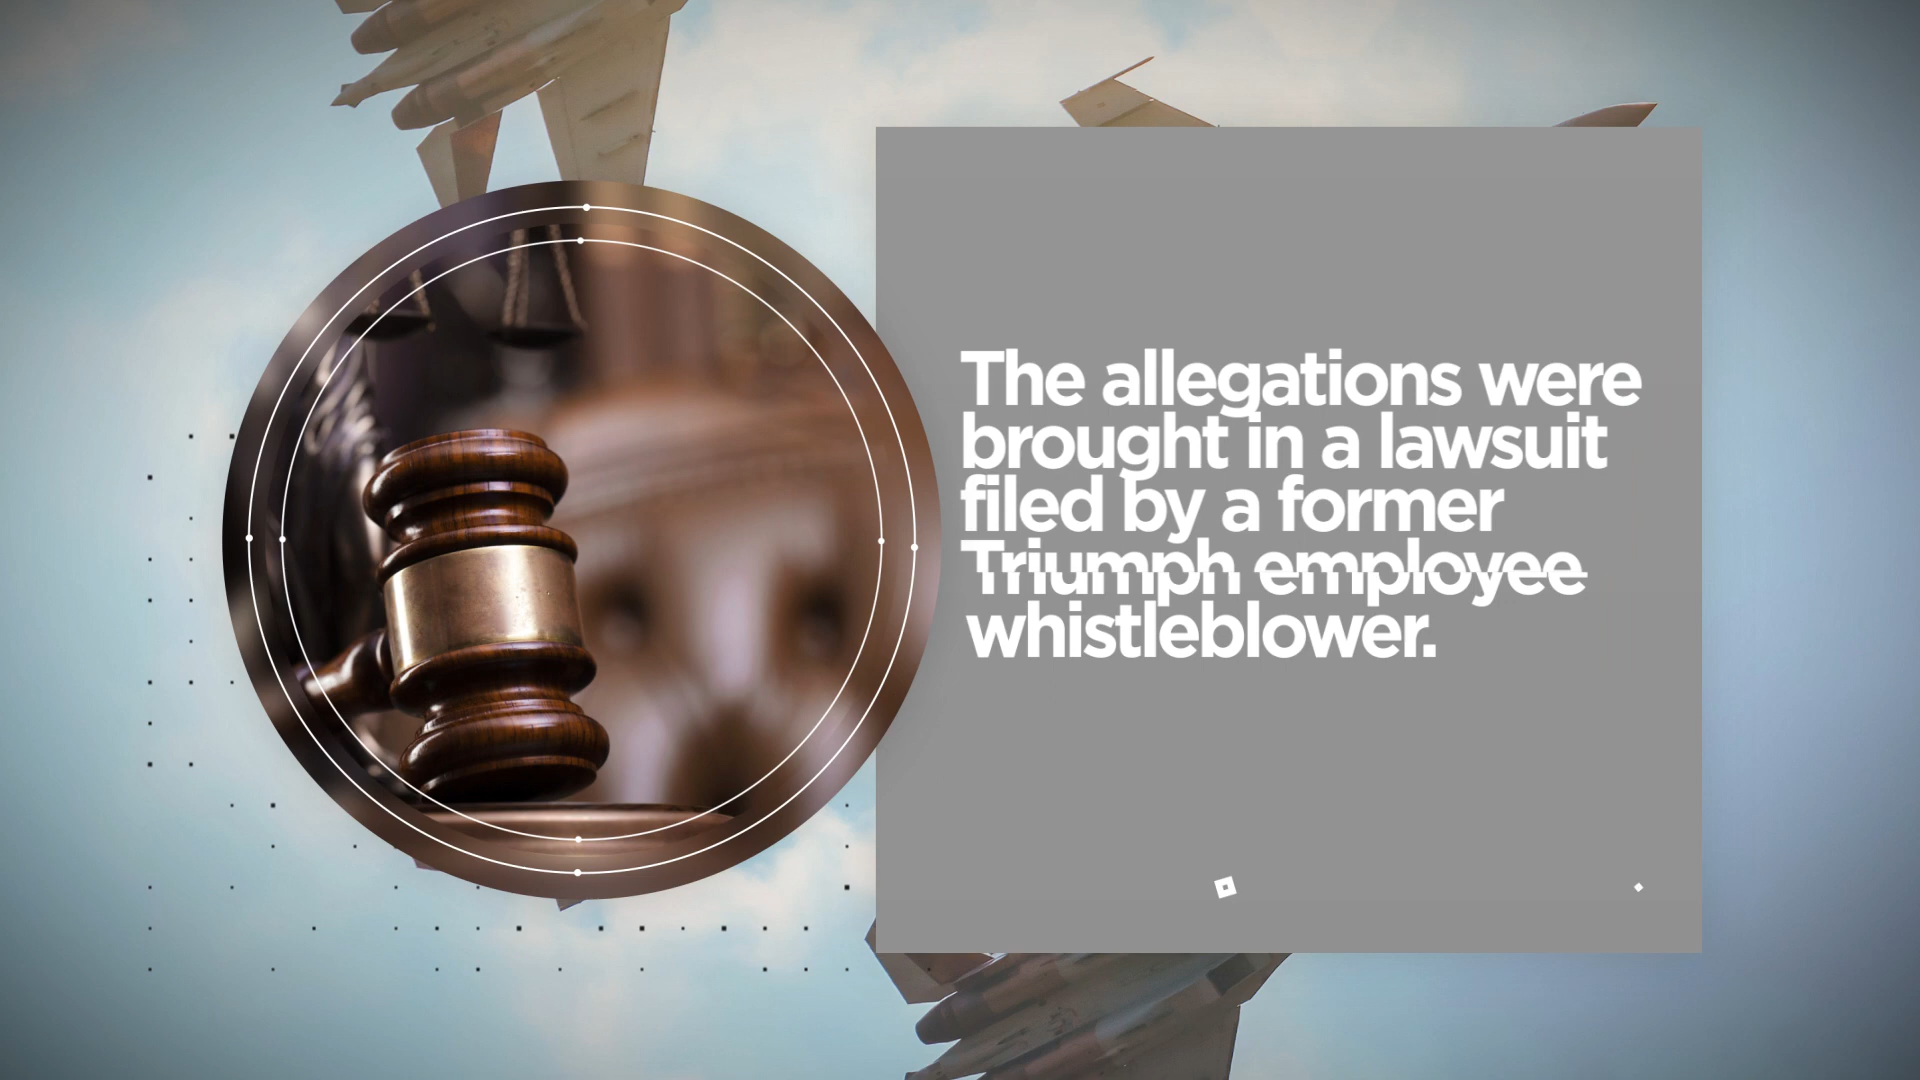 The allegations were
brought in a lawsuit
filed by a former
Triumph employee
whistleblower.